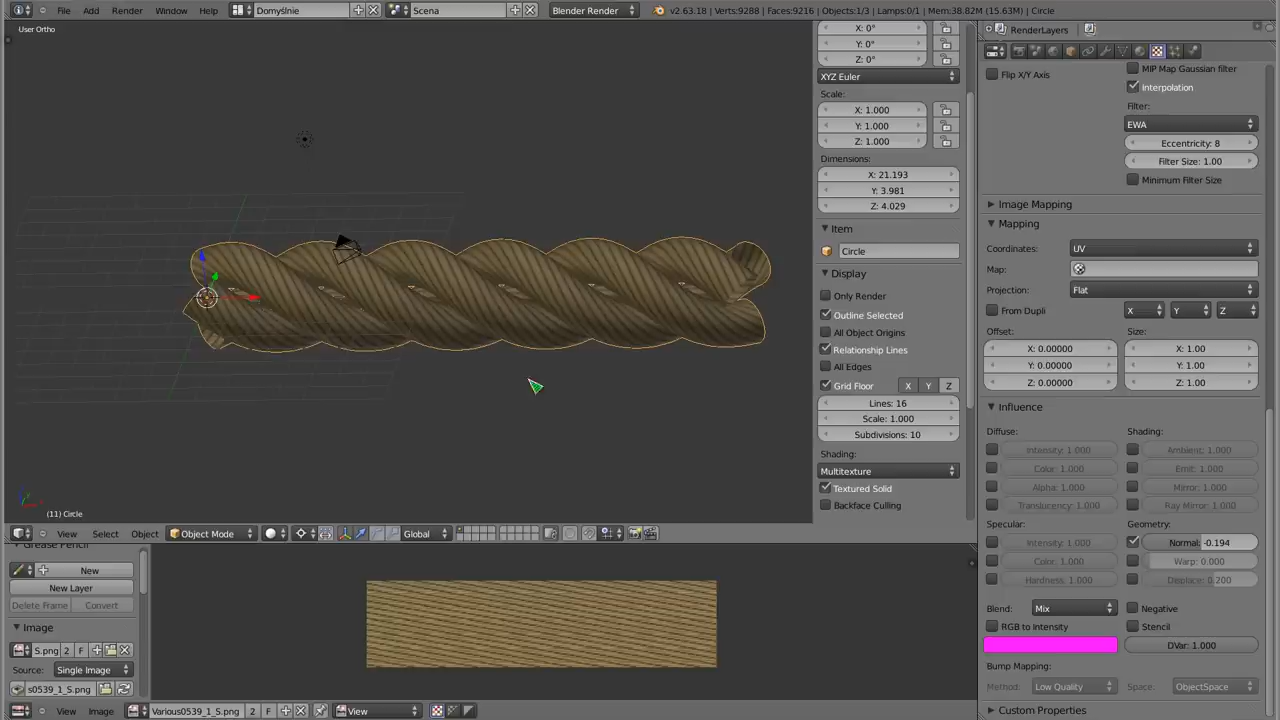 File Add Render Window Help Domyślnie Scena Blender Render v2.63.18 | Verts:9288 | Faces:9216 | Objects:1/3 | Lamps:0/1 | Mem:38.82M (15.63M) | Circle
User Ortho
(11) Circle
View Select Object Object Mode Global
X: 0°
Y: 0°
Z: 0°
XYZ Euler
Scale:
X: 1.000
Y: 1.000
Z: 1.000
Dimensions:
X: 21.193
Y: 3.981
Z: 4.029
Item
Circle
Display
Only Render
Outline Selected
All Object Origins
Relationship Lines
All Edges
Grid Floor X Y Z
Lines: 16
Scale: 1.000
Subdivisions: 10
Shading:
Multitexture
Textured Solid
Backface Culling
RenderLayers
Flip X/Y Axis
MIP Map Gaussian filter
Interpolation
Filter:
EWA
Eccentricity: 8
Filter Size: 1.00
Minimum Filter Size
Image Mapping
Mapping
Coordinates: UV
Map:
Projection: Flat
From Dupli X Y Z
Offset: Size:
X: 0.00000 X: 1.00
Y: 0.00000 Y: 1.00
Z: 0.00000 Z: 1.00
Influence
Diffuse: Shading:
Intensity: 1.000 Ambient: 1.000
Color: 1.000 Emit: 1.000
Alpha: 1.000 Mirror: 1.000
Translucency: 1.000 Ray Mirror: 1.000
Specular: Geometry:
Intensity: 1.000 Normal: -0.194
Color: 1.000 Warp: 0.000
Hardness: 1.000 Displace: 0.200
Blend: Mix Negative
RGB to Intensity Stencil
DVar: 1.000
Bump Mapping:
Method: Low Quality Space: ObjectSpace
Custom Properties
Grease Pencil
New
New Layer
Delete Frame Convert
Image
S.png 2 F
Source: Single Image
s0539_1_S.png
View Image Various0539_1_S.png 2 F View